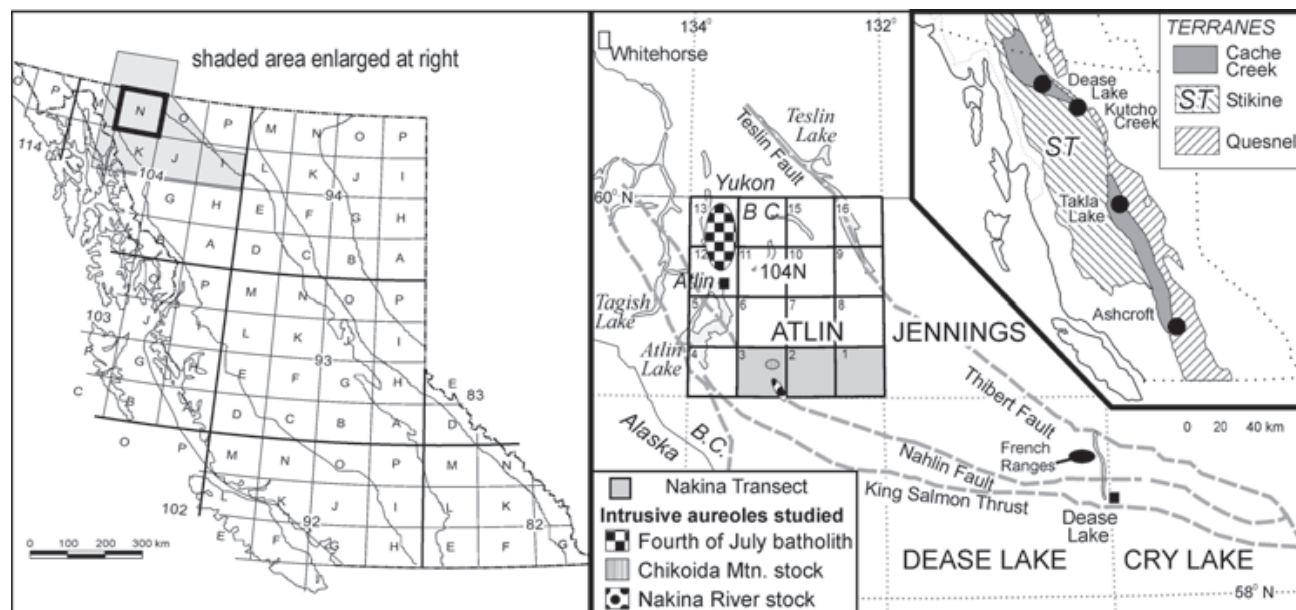 shaded area enlarged at right
O P M N O P M N O P
114 K J I L K J I
104 94
G H E F G H
B A D C B A
O P M N O P
103 J L K J I
93
F G H E F G H E
83
C B A D C B A D
O P M N O P M N
102 K J I L K
92 82
E F G H E F G
0 100 200 300 km
134° 132°
Whitehorse
Teslin
Lake
Teslin Fault
Yukon
60° N
B C
13 15 16
12 11 10 9
104N
Atlin
Tagish
Lake
5 6 7 8
ATLIN JENNINGS
Atlin
Lake
4 3 2 1
Alaska
B.C.
Thibert Fault
French
Ranges
Nahlin Fault
King Salmon Thrust
Dease
Lake
DEASE LAKE CRY LAKE
58° N
0 20 40 km
Nakina Transect
Intrusive aureoles studied
Fourth of July batholith
Chikoida Mtn. stock
Nakina River stock
TERRANES
Cache
Creek
ST Stikine
Quesnel
Dease
Lake
Kutcho
Creek
ST
Takla
Lake
Ashcroft